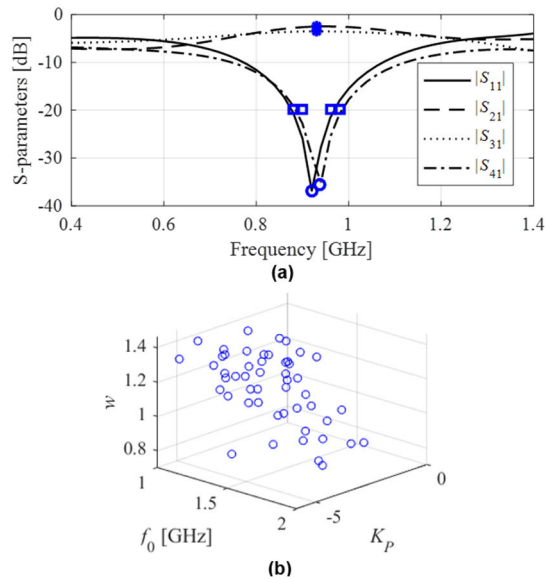 0
-10
-20
-30
-40
S-parameters [dB]
0.4
0.6
0.8
1
1.2
1.4
Frequency [GHz]
|S₁₁|
|S₂₁|
|S₃₁|
|S₄₁|
(a)
1.4
1.2
1
0.8
w
1
1.5
2
f₀ [GHz]
-5
0
K_P
(b)